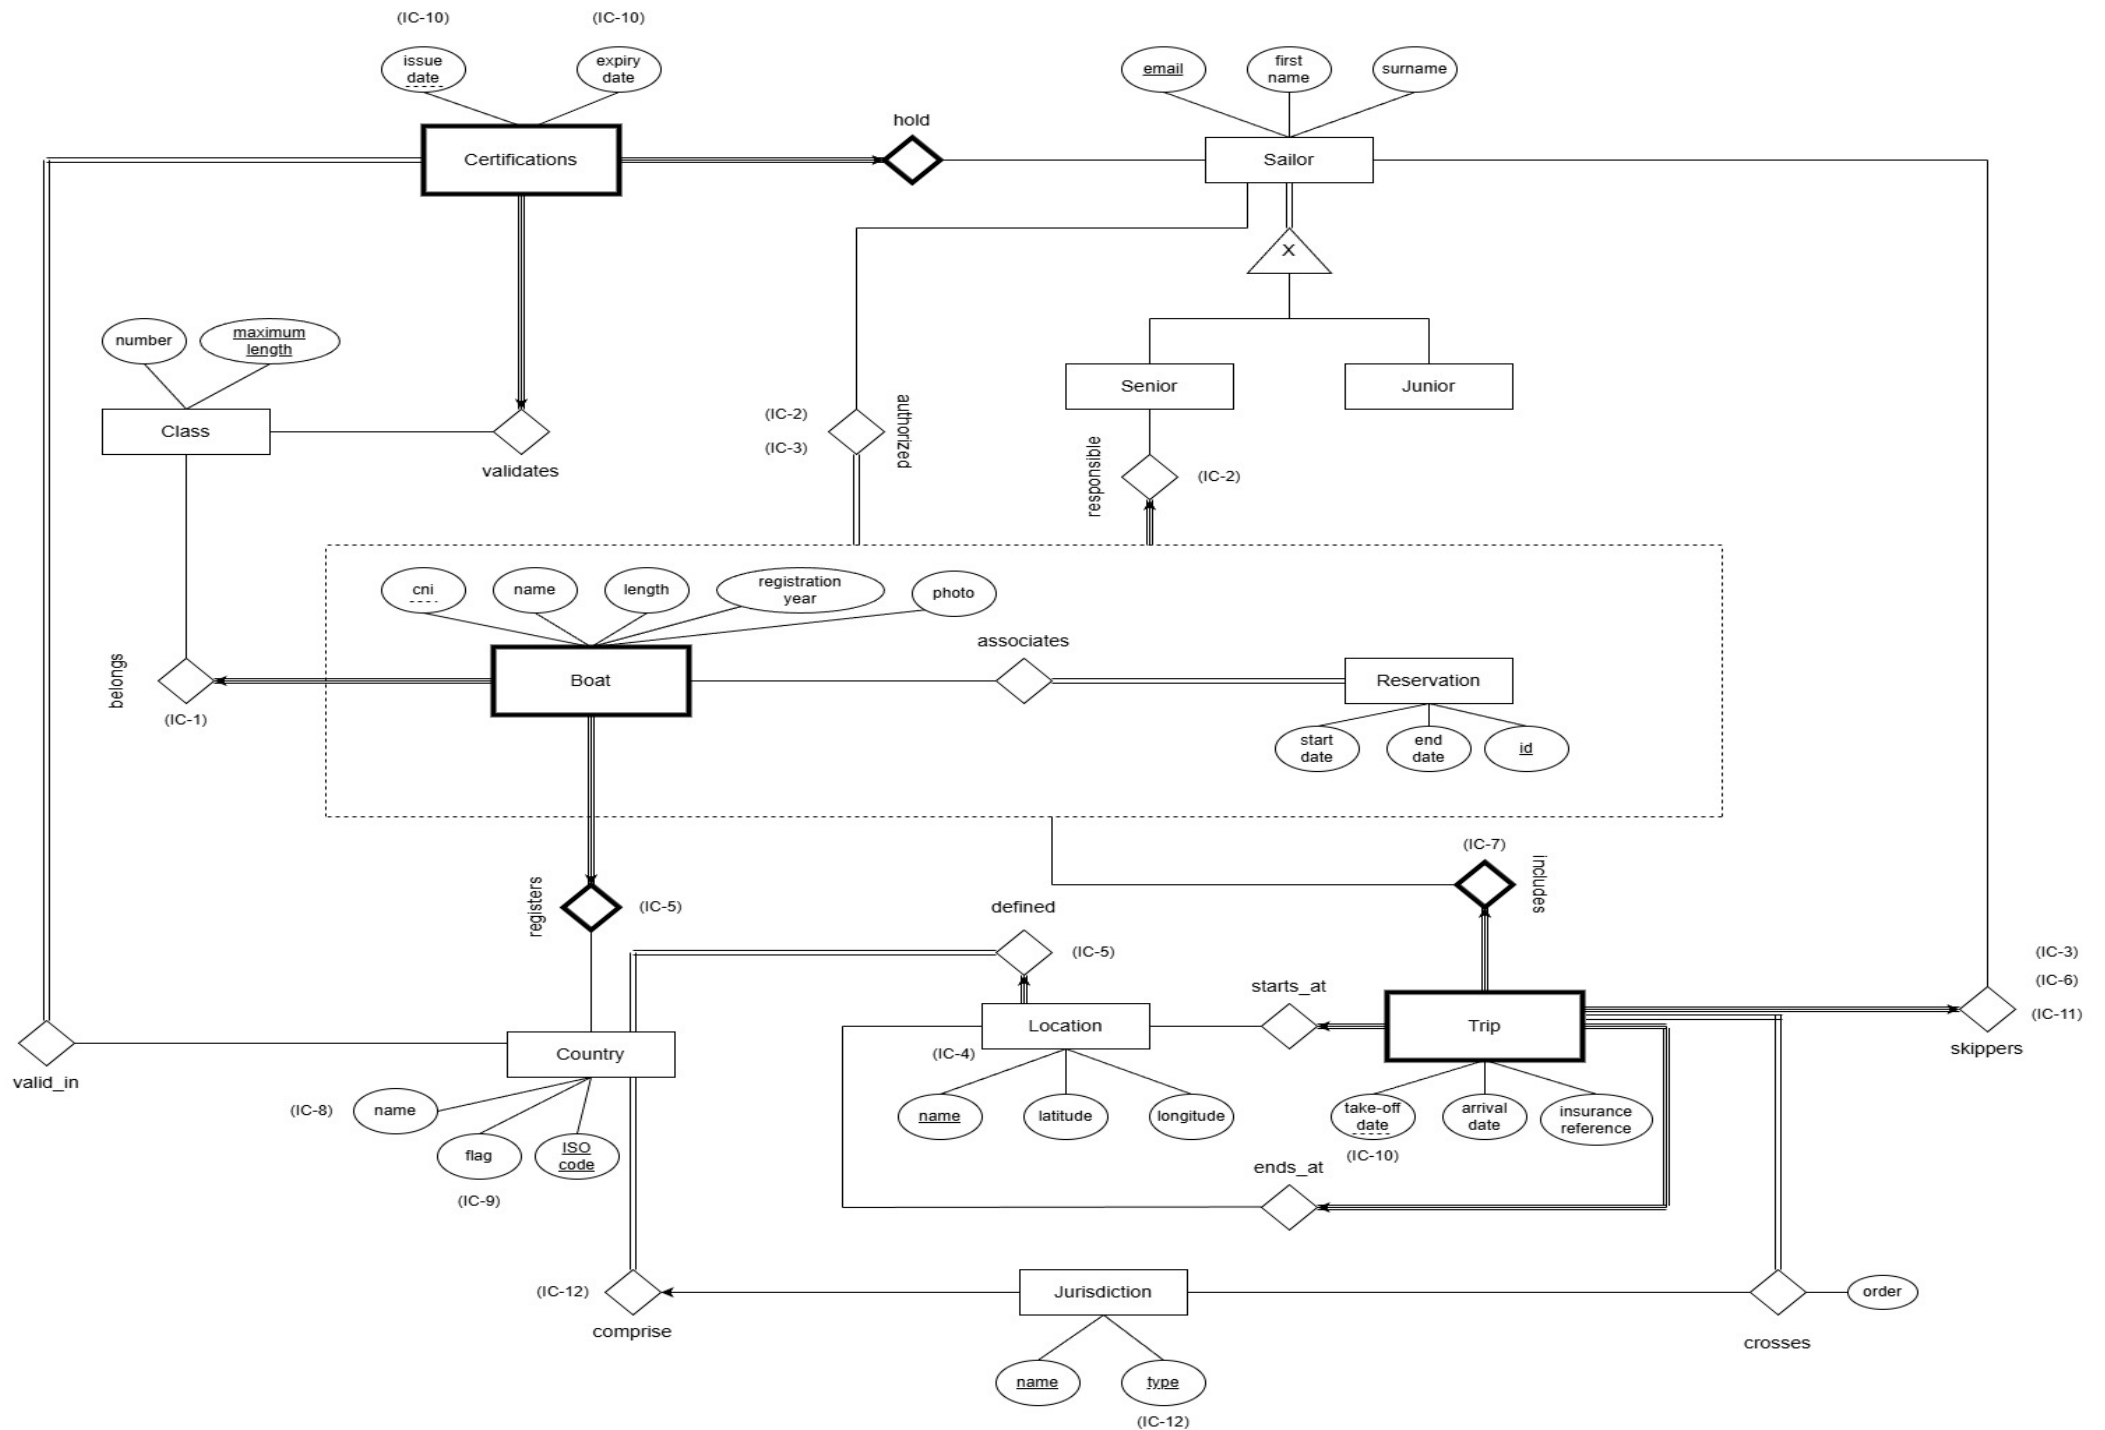 (IC-10)
(IC-10)
issue
date
expiry
date
email
first
name
surname
hold
Certifications
Sailor
X
number
maximum
length
Senior
Junior
Class
(IC-2)
(IC-3)
authorized
validates
responsible
(IC-2)
cni
name
length
registration
year
photo
associates
belongs
Boat
Reservation
(IC-1)
start
date
end
date
id
(IC-7)
includes
registers
(IC-5)
defined
(IC-5)
(IC-3)
(IC-6)
(IC-11)
starts_at
Location
Trip
skippers
(IC-4)
Country
valid_in
(IC-8)
name
flag
ISO
code
(IC-9)
name
latitude
longitude
take-off
date
arrival
date
insurance
reference
(IC-10)
ends_at
(IC-12)
comprise
Jurisdiction
order
crosses
name
type
(IC-12)